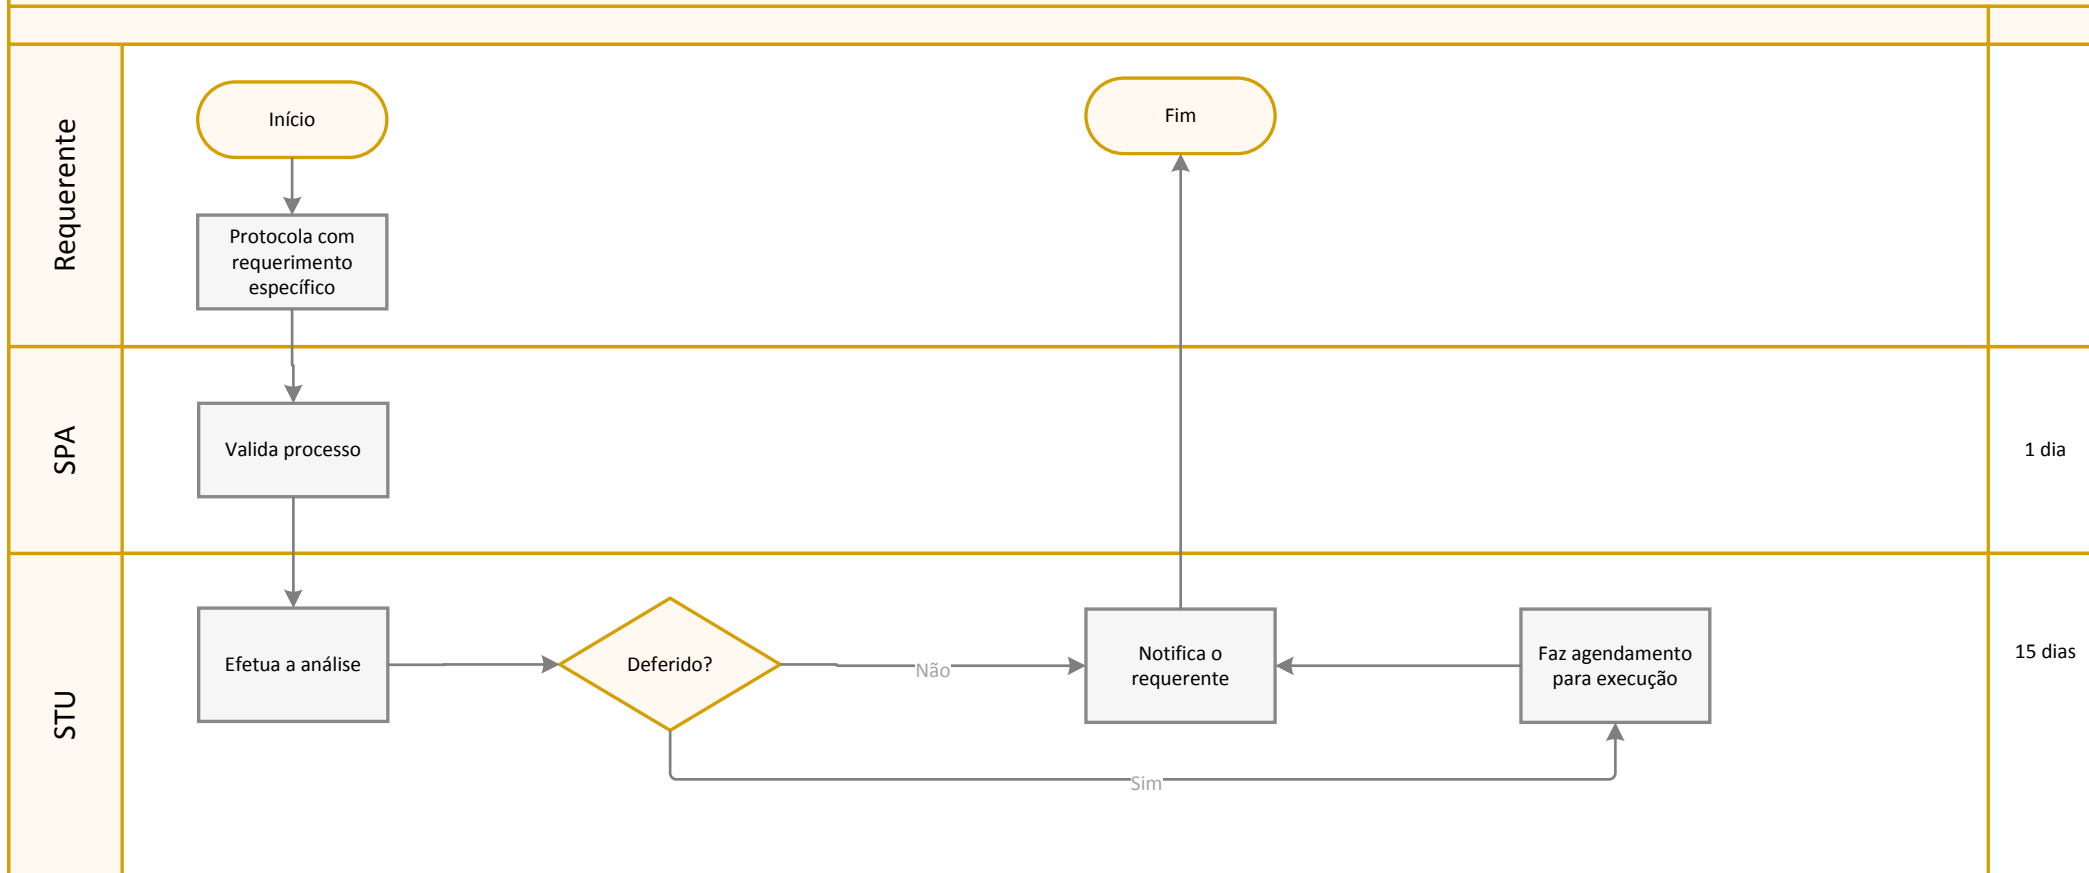 Requerente
Início
Fim
Protocola com
requerimento
específico
SPA
Valida processo
1 dia
STU
Efetua a análise
Deferido?
Não
Notifica o
requerente
Faz agendamento
para execução
15 dias
Sim